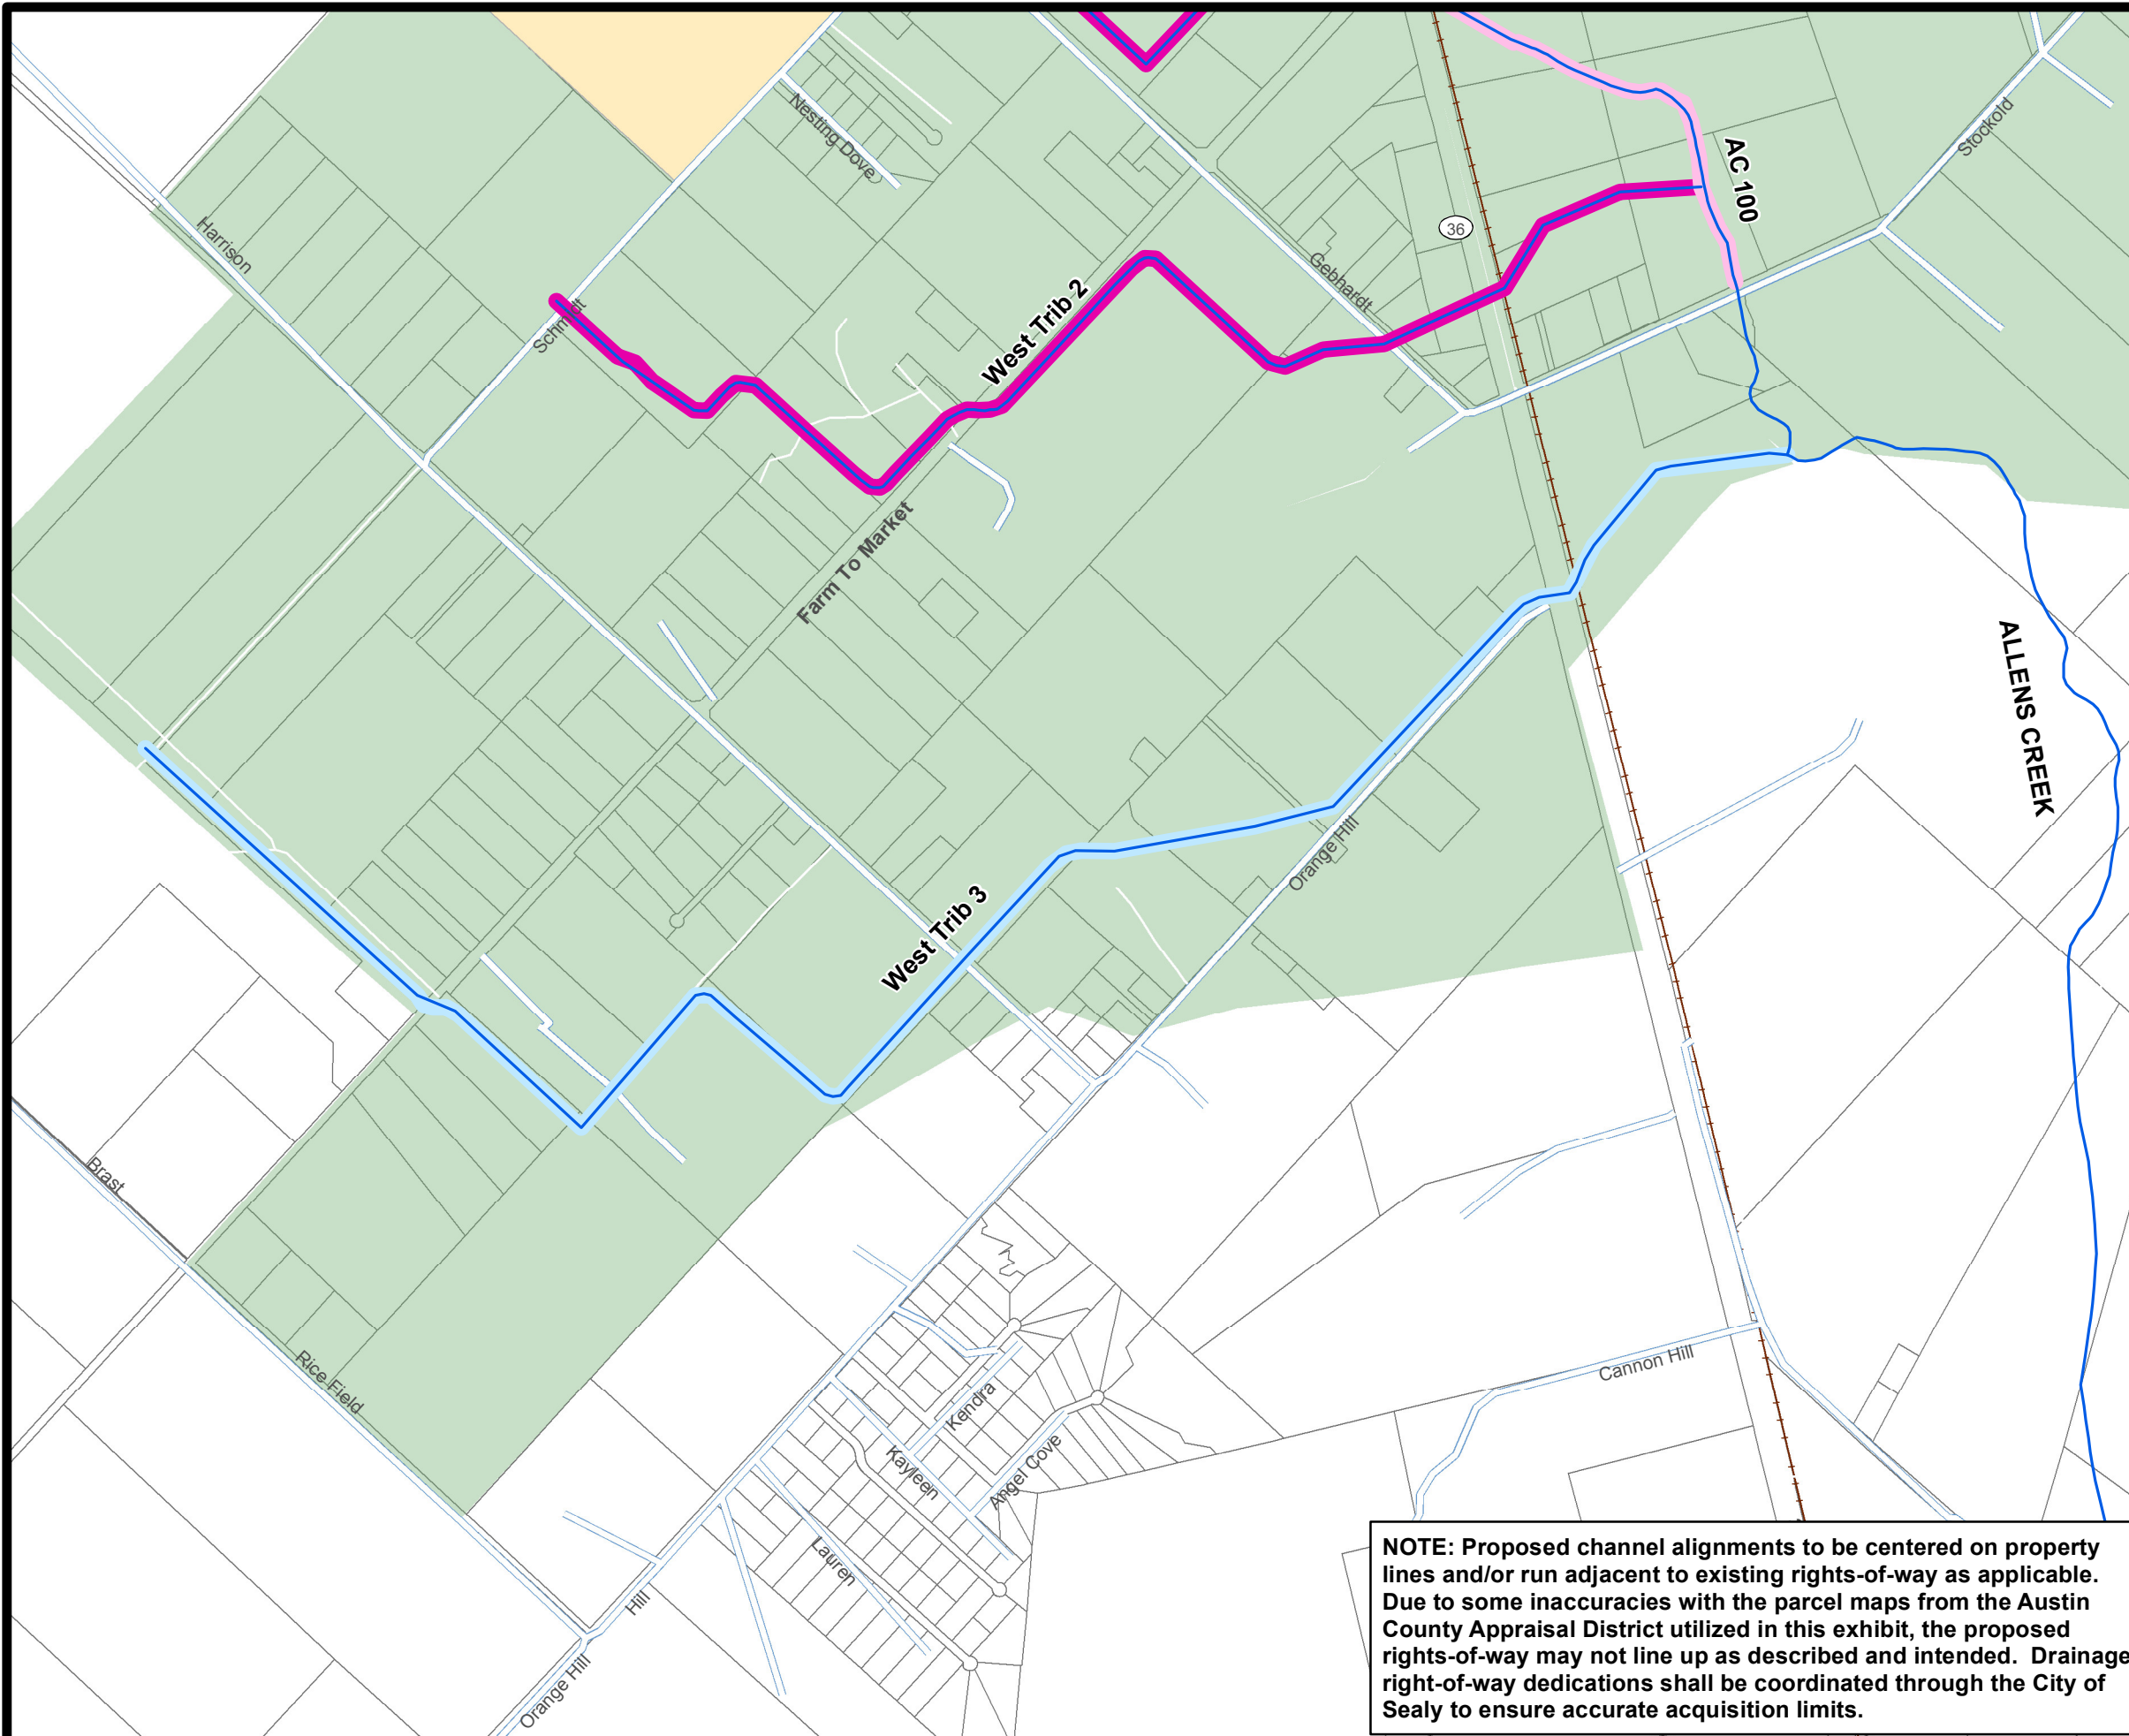 Nesting Dove
Stockold
AC 100
Harrison
36
Gebhardt
West Trib 2
Schmidt
Farm To Market
ALLENS CREEK
Orange Hill
West Trib 3
Brast
Rice Field
Cannon Hill
Kendra
Kayleen
Angel Cove
Lauren
Hill
Orange Hill
NOTE: Proposed channel alignments to be centered on property
lines and/or run adjacent to existing rights-of-way as applicable.
Due to some inaccuracies with the parcel maps from the Austin
County Appraisal District utilized in this exhibit, the proposed
rights-of-way may not line up as described and intended.  Drainage
right-of-way dedications shall be coordinated through the City of
Sealy to ensure accurate acquisition limits.